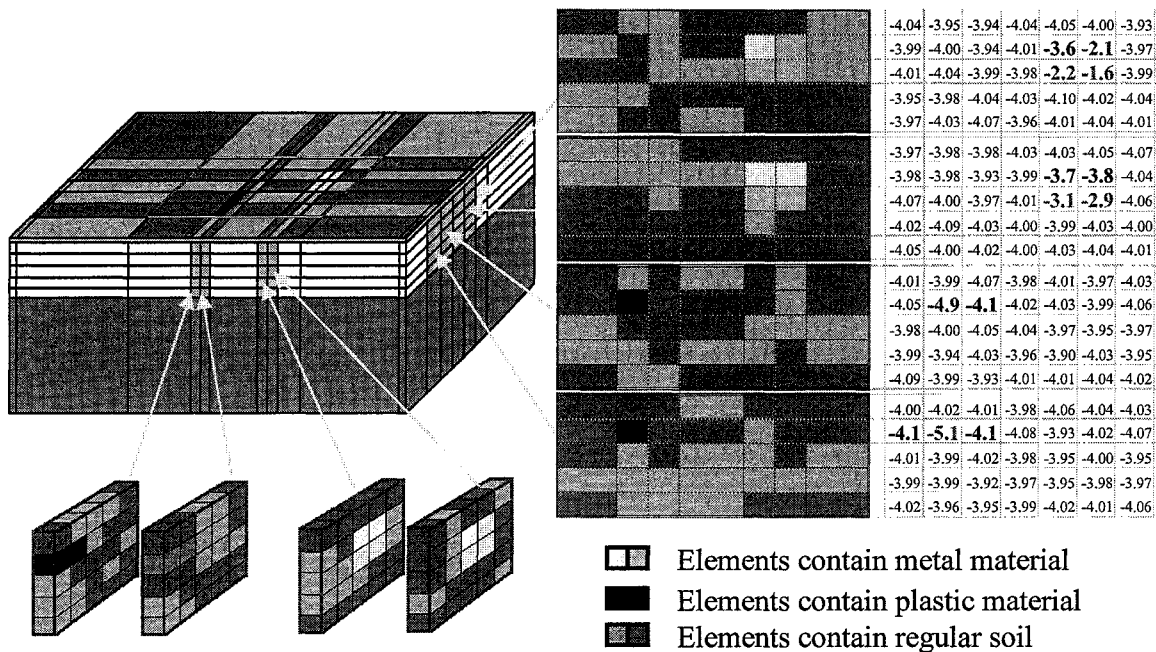 -4.04 -3.95 -3.94 -4.04 -4.05 -4.00 -3.93
-3.99 -4.00 -3.94 -4.01 -3.6 -2.1 -3.97
-4.01 -4.04 -3.99 -3.98 -2.2 -1.6 -3.99
-3.95 -3.98 -4.04 -4.03 -4.10 -4.02 -4.04
-3.97 -4.03 -4.07 -3.96 -4.01 -4.04 -4.01
-3.97 -3.98 -3.98 -4.03 -4.03 -4.05 -4.07
-3.98 -3.98 -3.93 -3.99 -3.7 -3.8 -4.04
-4.07 -4.00 -3.97 -4.01 -3.1 -2.9 -4.06
-4.02 -4.09 -4.03 -4.00 -3.99 -4.03 -4.00
-4.05 -4.00 -4.02 -4.00 -4.03 -4.04 -4.01
-4.01 -3.99 -4.07 -3.98 -4.01 -3.97 -4.03
-4.05 -4.9 -4.1 -4.02 -4.03 -3.99 -4.06
-3.98 -4.00 -4.05 -4.04 -3.97 -3.95 -3.97
-3.99 -3.94 -4.03 -3.96 -3.90 -4.03 -3.95
-4.09 -3.99 -3.93 -4.01 -4.01 -4.04 -4.02
-4.00 -4.02 -4.01 -3.98 -4.06 -4.04 -4.03
-4.1 -5.1 -4.1 -4.08 -3.93 -4.02 -4.07
-4.01 -3.99 -4.02 -3.98 -3.95 -4.00 -3.95
-3.99 -3.99 -3.92 -3.97 -3.95 -3.98 -3.97
-4.02 -3.96 -3.95 -3.99 -4.02 -4.01 -4.06
Elements contain metal material
Elements contain plastic material
Elements contain regular soil